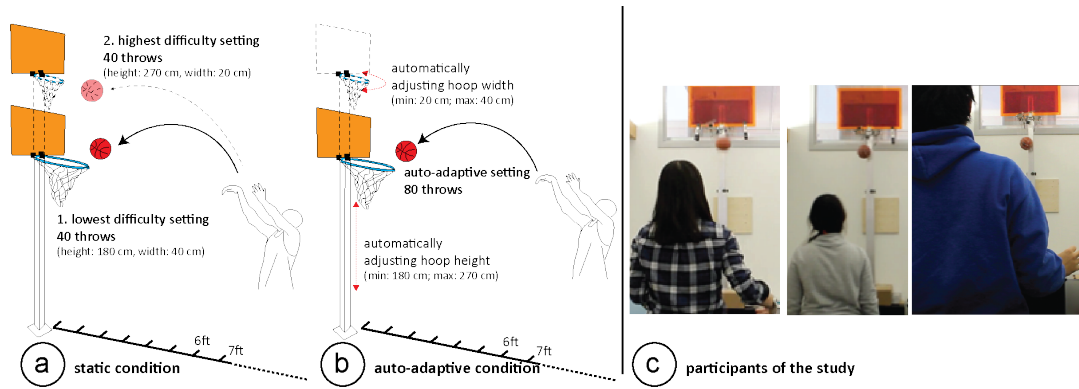 2. highest difficulty setting
40 throws
(height: 270 cm, width: 20 cm)
1. lowest difficulty setting
40 throws
(height: 180 cm, width: 40 cm)
6ft
7ft
a static condition
automatically
adjusting hoop width
(min: 20 cm; max: 40 cm)
auto-adaptive setting
80 throws
automatically
adjusting hoop height
(min: 180 cm; max: 270 cm)
6ft
7ft
b auto-adaptive condition
c participants of the study